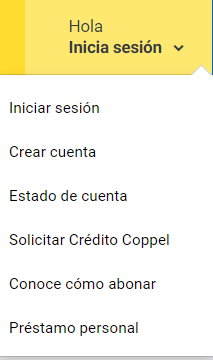 Hola
Inicia sesión
Iniciar sesión
Crear cuenta
Estado de cuenta
Solicitar Crédito Coppel
Conoce cómo abonar
Préstamo personal